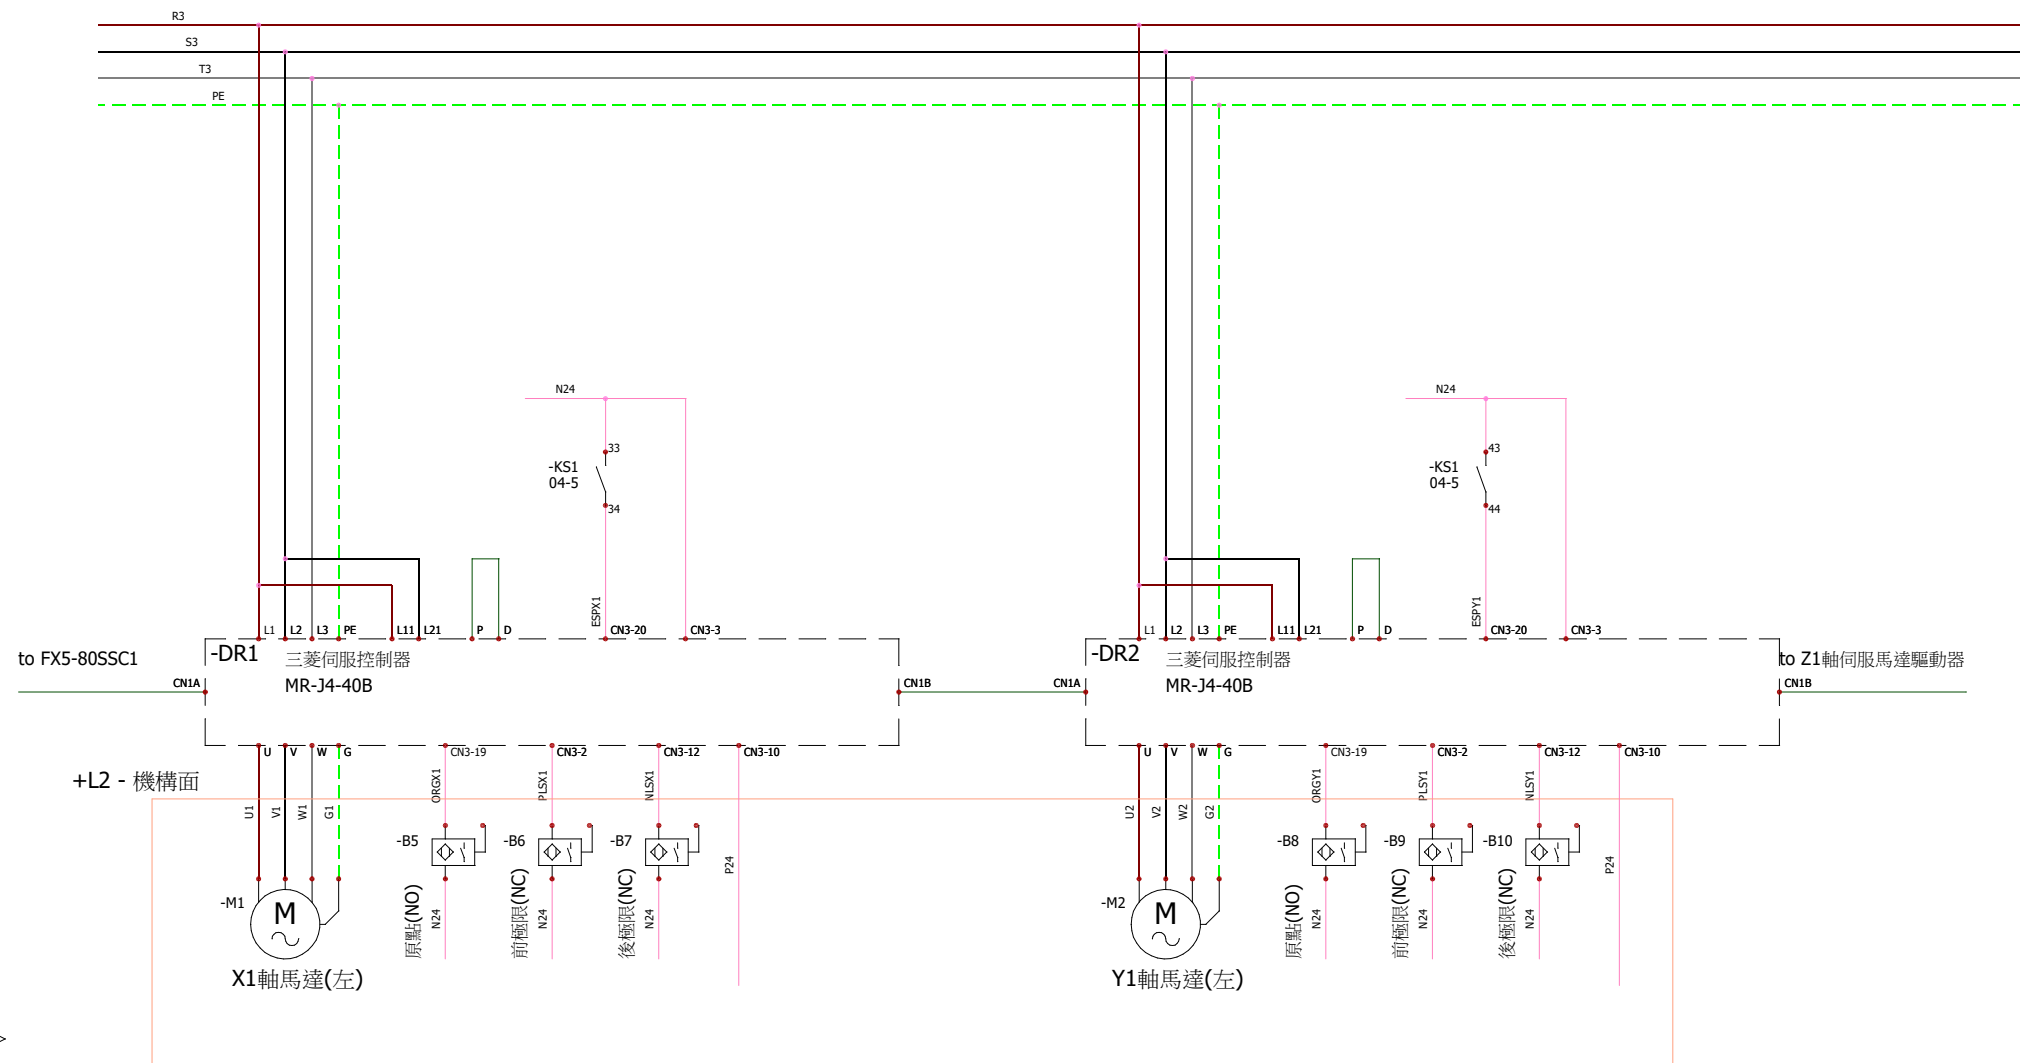 R3
S3
T3
PE
N24
33
-KS1
04-5
34
ESPX1
L1 L2 L3 PE L11 L21 P D CN3-20 CN3-3
to FX5-80SSC1
CN1A
-DR1
三菱伺服控制器
MR-J4-40B
CN1B
U V W G CN3-19 CN3-2 CN3-12 CN3-10
+L2 - 機構面
U1 V1 W1 G1 ORGX1 PLSX1 NLSX1 P24
-B5 -B6 -B7
-M1
M
原點(NO) N24 前極限(NC) N24 後極限(NC) N24
X1軸馬達(左)
N24
43
-KS1
04-5
44
ESPY1
L1 L2 L3 PE L11 L21 P D CN3-20 CN3-3
CN1A
-DR2
三菱伺服控制器
MR-J4-40B
to Z1軸伺服馬達驅動器
CN1B
U V W G CN3-19 CN3-2 CN3-12 CN3-10
U2 V2 W2 G2 ORGY1 PLSY1 NLSY1 P24
-B8 -B9 -B10
-M2
M
原點(NO) N24 前極限(NC) N24 後極限(NC) N24
Y1軸馬達(左)
>